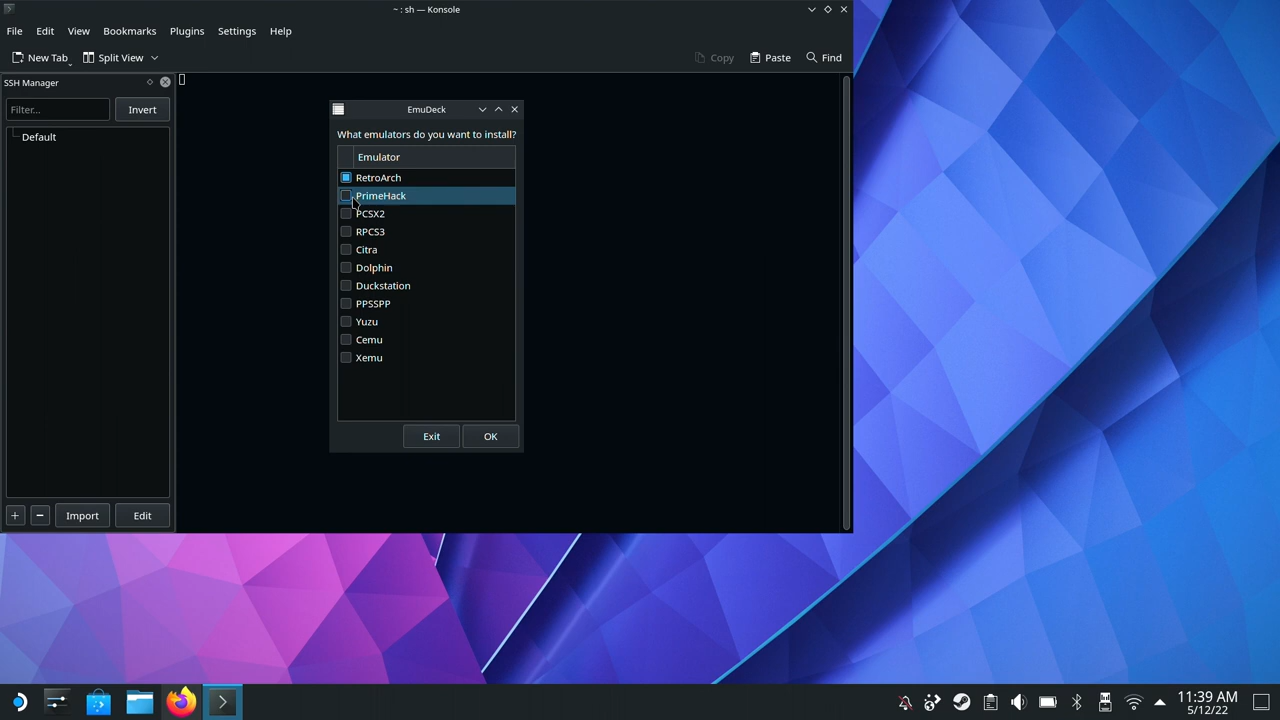 ~ : sh — Konsole
File Edit View Bookmarks Plugins Settings Help
New Tab Split View Copy Paste Find
SSH Manager
Filter... Invert
Default
EmuDeck
What emulators do you want to install?
Emulator
RetroArch
PrimeHack
PCSX2
RPCS3
Citra
Dolphin
Duckstation
PPSSPP
Yuzu
Cemu
Xemu
Exit OK
+ − Import Edit
11:39 AM
5/12/22